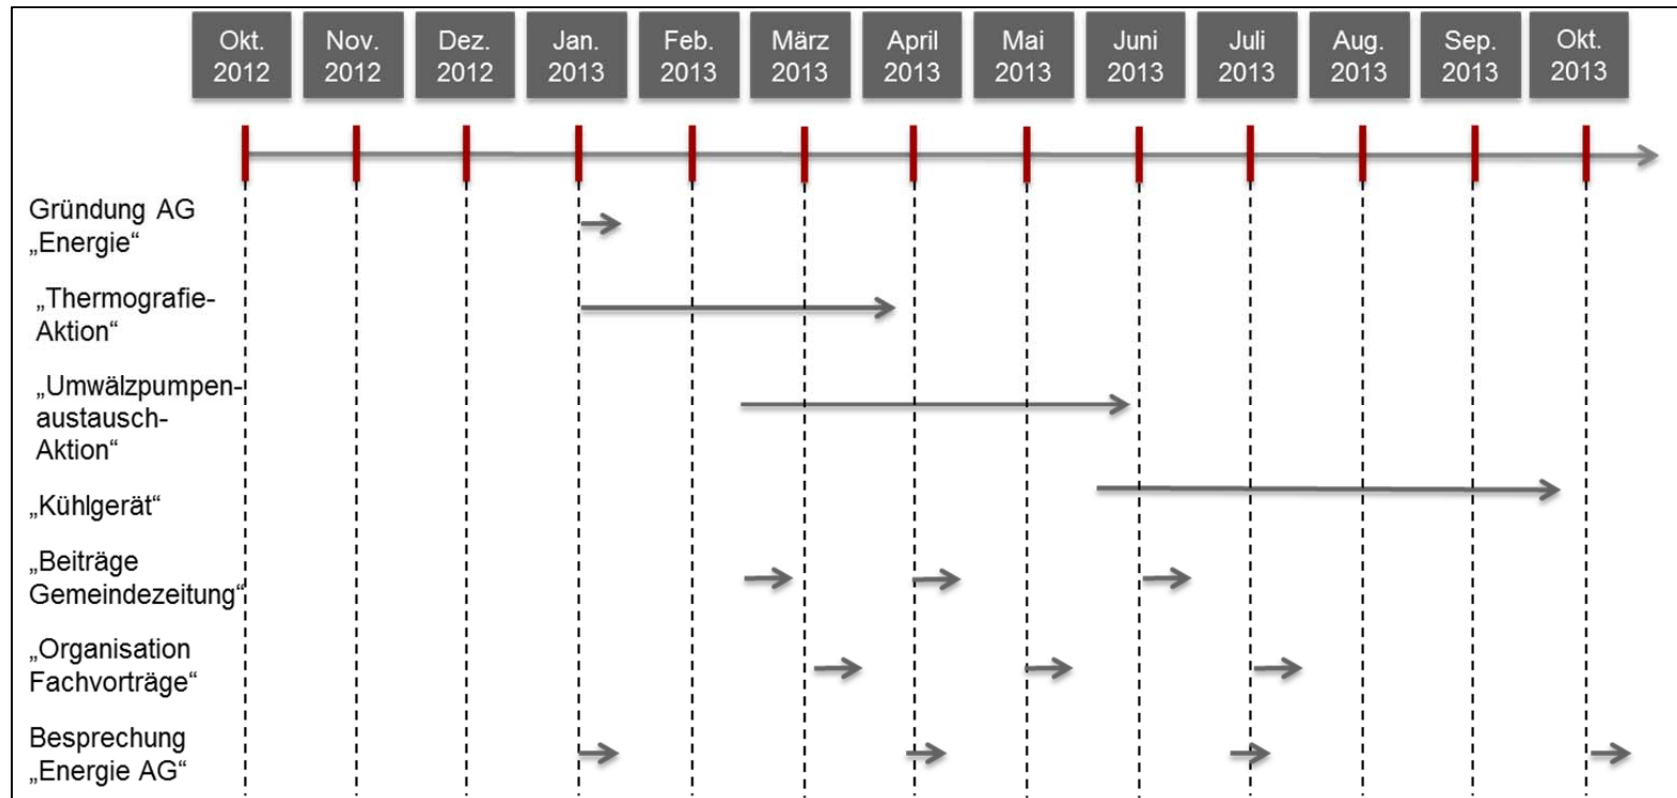 Okt.
2012
Nov.
2012
Dez.
2012
Jan.
2013
Feb.
2013
März
2013
April
2013
Mai
2013
Juni
2013
Juli
2013
Aug.
2013
Sep.
2013
Okt.
2013
Gründung AG
„Energie“
„Thermografie-
Aktion“
„Umwälzpumpen-
austausch-
Aktion“
„Kühlgerät“
„Beiträge
Gemeindezeitung“
„Organisation
Fachvorträge“
Besprechung
„Energie AG“